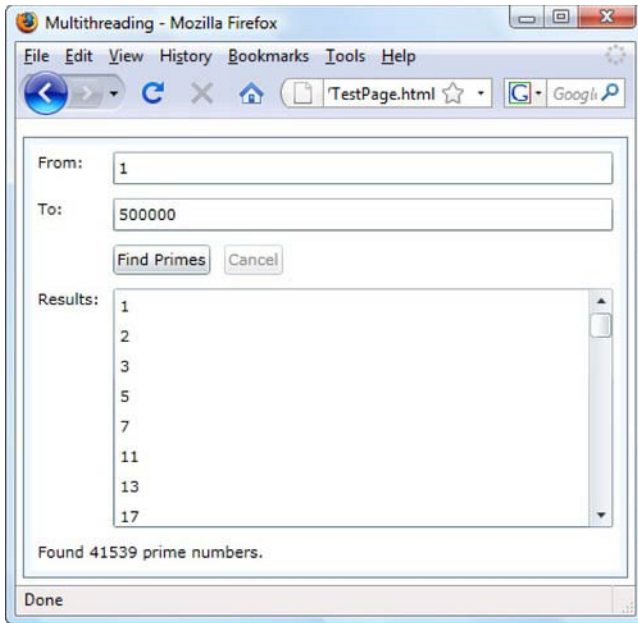 Multithreading - Mozilla Firefox
File Edit View History Bookmarks Tools Help
'TestPage.html G Google
From: 1
To: 500000
Find Primes Cancel
Results: 1
2
3
5
7
11
13
17
Found 41539 prime numbers.
Done